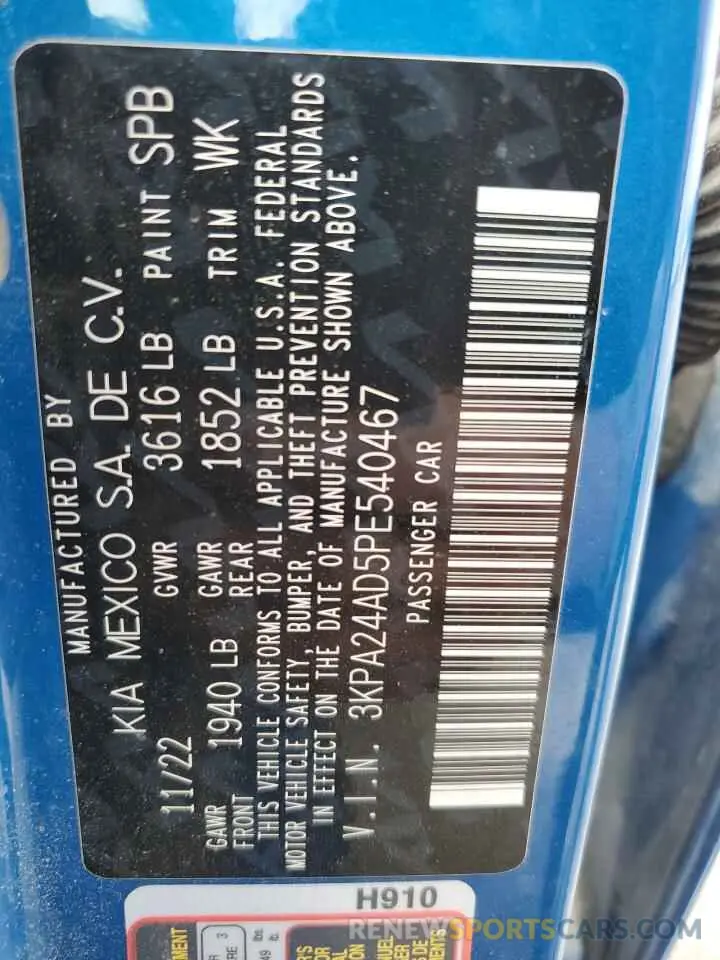 MANUFACTURED BY
KIA MEXICO S.A. DE C.V.
11/22 GVWR 3616 LB PAINT SPB
GAWR FRONT 1940 LB GAWR REAR 1852 LB TRIM WK
THIS VEHICLE CONFORMS TO ALL APPLICABLE U.S.A. FEDERAL
MOTOR VEHICLE SAFETY, BUMPER, AND THEFT PREVENTION STANDARDS
IN EFFECT ON THE DATE OF MANUFACTURE SHOWN ABOVE.
V.I.N. 3KPA24AD5PE540467
PASSENGER CAR
H910
RENEWSPORTSCARS.COM